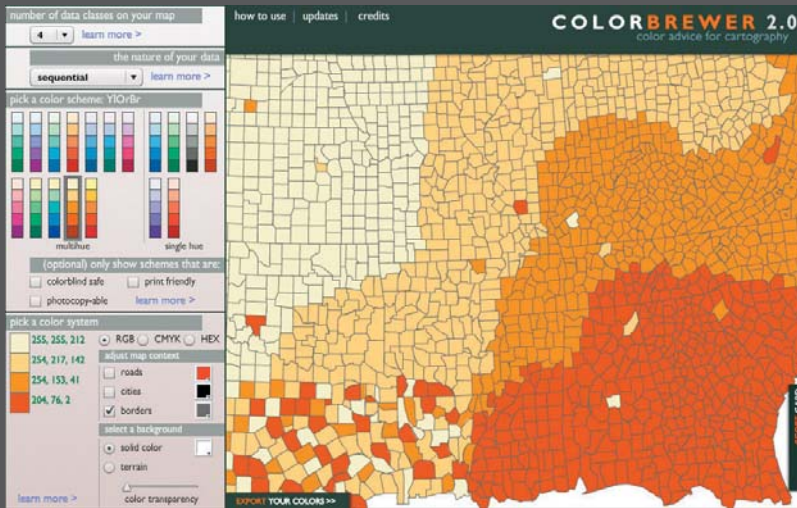 number of data classes on your map
4 learn more >
the nature of your data
sequential learn more >
pick a color scheme: YlOrBr
multihue single hue
(optional) only show schemes that are:
colorblind safe print friendly
photocopy-able learn more >
pick a color system
255, 255, 212 RGB CMYK HEX
254, 217, 142
254, 153, 41
204, 76, 2
adjust map context
roads
cities
borders
select a background
solid color
terrain
learn more > color transparency
how to use | updates | credits
COLORBREWER 2.0
color advice for cartography
EXPORT YOUR COLORS >>